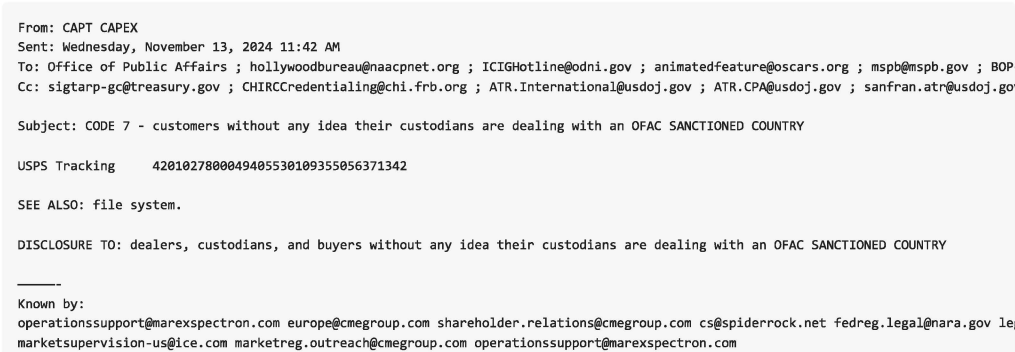 From: CAPT CAPEX
Sent: Wednesday, November 13, 2024 11:42 AM
To: Office of Public Affairs ; hollywoodbureau@naacpnet.org ; ICIGHotline@odni.gov ; animatedfeature@oscars.org ; mspb@mspb.gov ; BOP-
Cc: sigtarp-gc@treasury.gov ; CHIRCCredentialing@chi.frb.org ; ATR.International@usdoj.gov ; ATR.CPA@usdoj.gov ; sanfran.atr@usdoj.gov
Subject: CODE 7 - customers without any idea their custodians are dealing with an OFAC SANCTIONED COUNTRY
USPS Tracking 420102780004940553010935505637​1342
SEE ALSO: file system.
DISCLOSURE TO: dealers, custodians, and buyers without any idea their custodians are dealing with an OFAC SANCTIONED COUNTRY
—————-
Known by:
operationssupport@marexspectron.com europe@cmegroup.com shareholder.relations@cmegroup.com cs@spiderrock.net fedreg.legal@nara.gov leg
marketsupervision-us@ice.com marketreg.outreach@cmegroup.com operationssupport@marexspectron.com